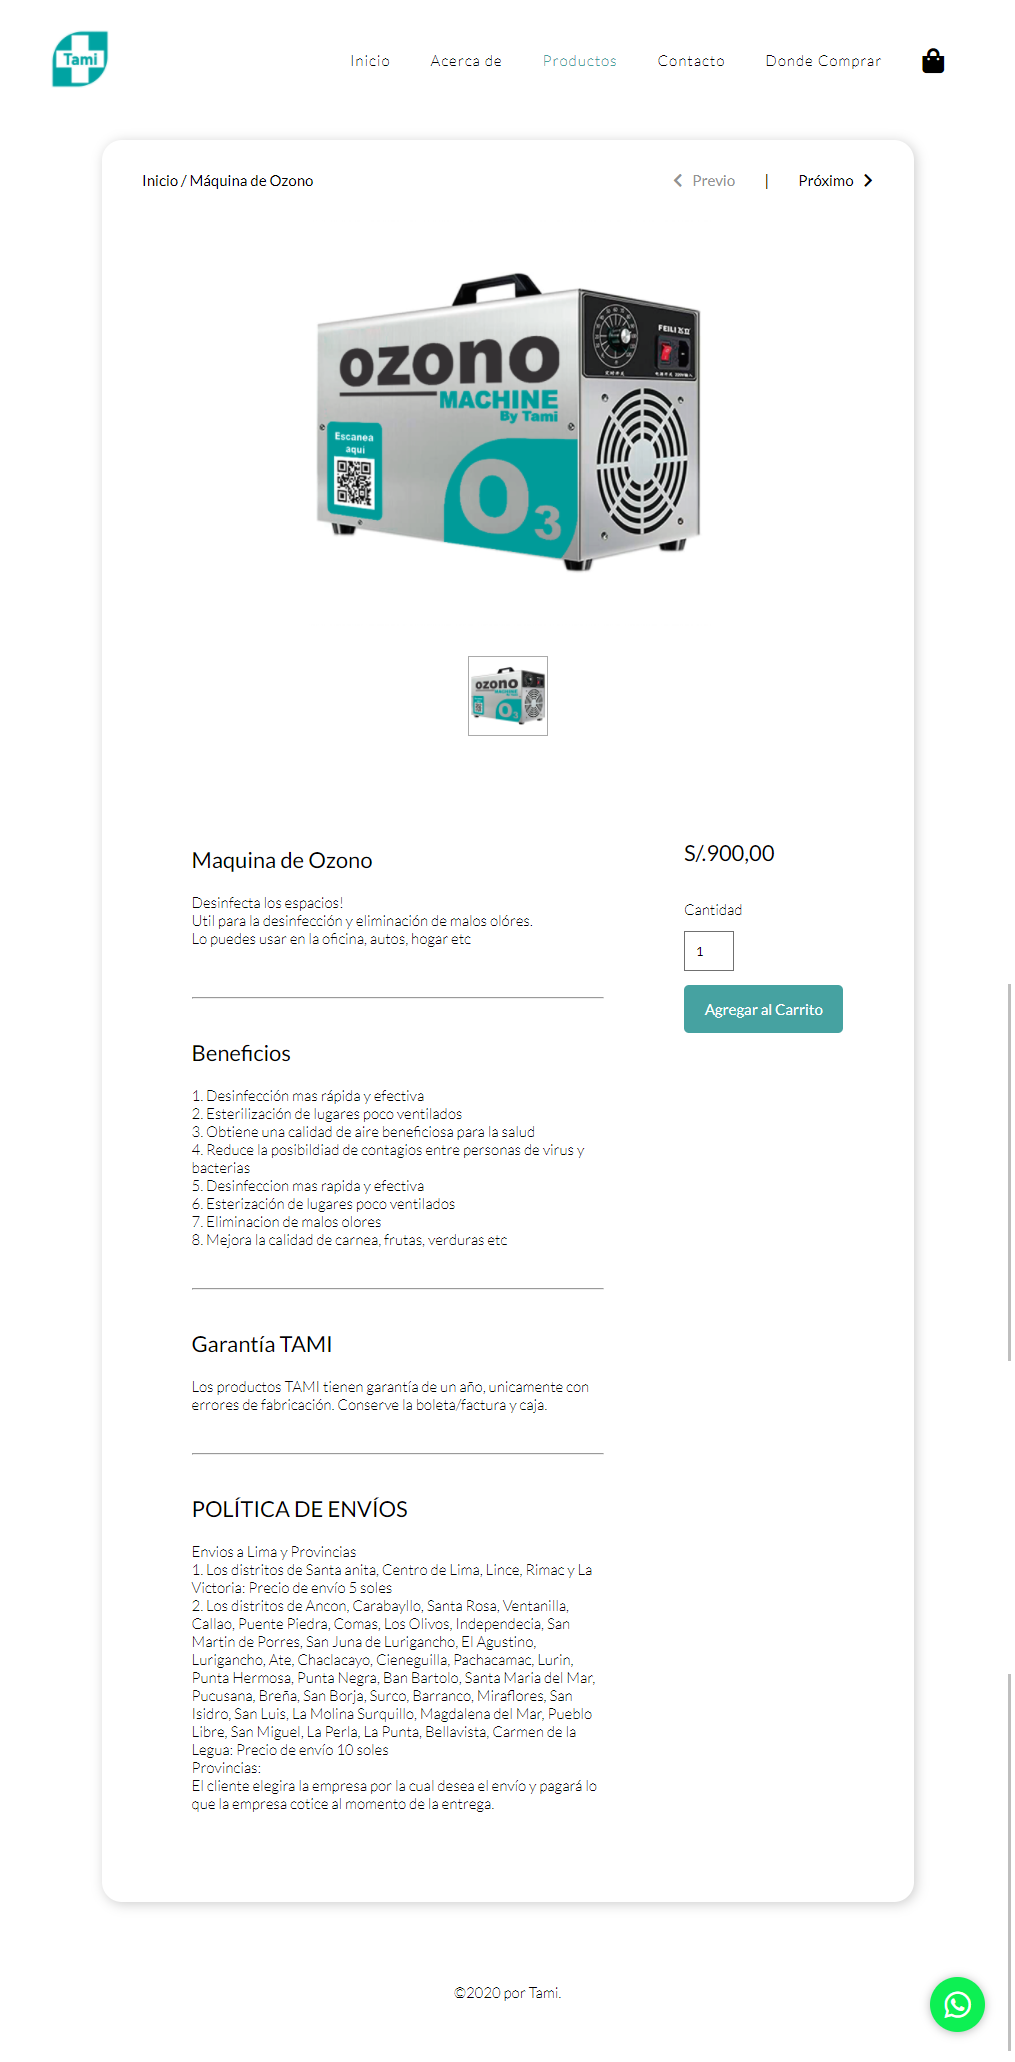 Tami
Inicio
Acerca de
Productos
Contacto
Donde Comprar
Inicio / Máquina de Ozono
Previo
|
Próximo
ozono
MACHINE
By Tami
Escanea
aquí
O3
FEILI
Maquina de Ozono
Desinfecta los espacios!
Util para la desinfección y eliminación de malos olóres.
Lo puedes usar en la oficina, autos, hogar etc
S/.900,00
Cantidad
1
Agregar al Carrito
Beneficios
1. Desinfección mas rápida y efectiva
2. Esterilización de lugares poco ventilados
3. Obtiene una calidad de aire beneficiosa para la salud
4. Reduce la posibildiad de contagios entre personas de virus y
bacterias
5. Desinfeccion mas rapida y efectiva
6. Esterización de lugares poco ventilados
7. Eliminacion de malos olores
8. Mejora la calidad de carnea, frutas, verduras etc
Garantía TAMI
Los productos TAMI tienen garantía de un año, unicamente con
errores de fabricación. Conserve la boleta/factura y caja.
POLÍTICA DE ENVÍOS
Envios a Lima y Provincias
1. Los distritos de Santa anita, Centro de Lima, Lince, Rimac y La
Victoria: Precio de envío 5 soles
2. Los distritos de Ancon, Carabayllo, Santa Rosa, Ventanilla,
Callao, Puente Piedra, Comas, Los Olivos, Independecia, San
Martin de Porres, San Juna de Lurigancho, El Agustino,
Lurigancho, Ate, Chaclacayo, Cieneguilla, Pachacamac, Lurin,
Punta Hermosa, Punta Negra, Ban Bartolo, Santa Maria del Mar,
Pucusana, Breña, San Borja, Surco, Barranco, Miraflores, San
Isidro, San Luis, La Molina Surquillo, Magdalena del Mar, Pueblo
Libre, San Miguel, La Perla, La Punta, Bellavista, Carmen de la
Legua: Precio de envío 10 soles
Provincias:
El cliente elegira la empresa por la cual desea el envío y pagará lo
que la empresa cotice al momento de la entrega.
©2020 por Tami.